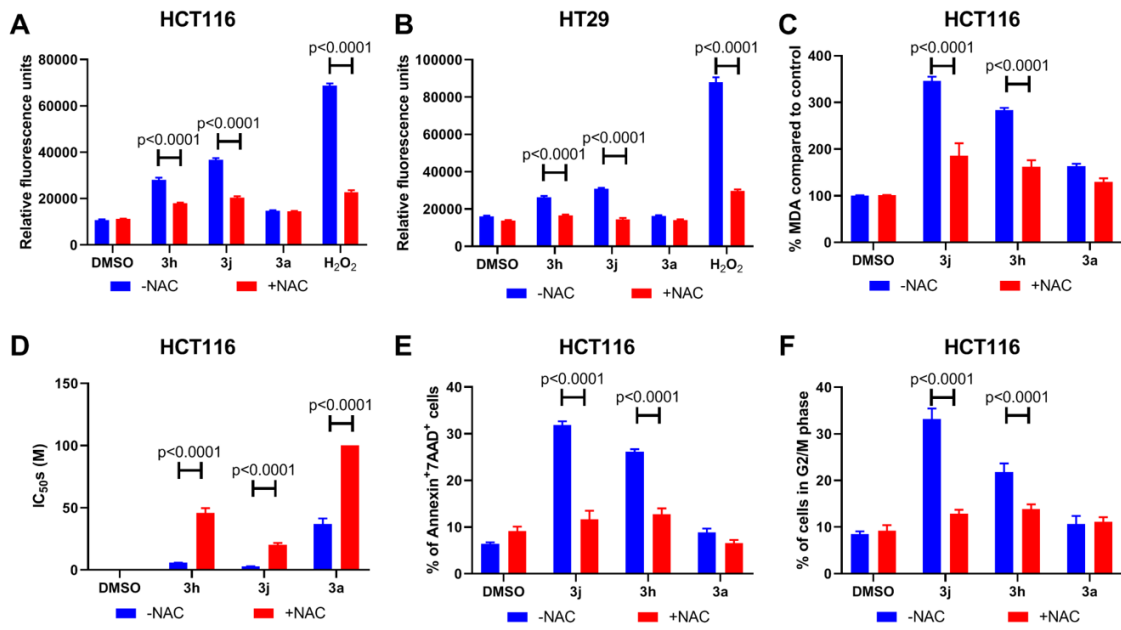 A
HCT116
Relative fluorescence units
80000
60000
40000
20000
0
p<0.0001
p<0.0001
p<0.0001
DMSO 3h 3j 3a H₂O₂
-NAC +NAC
B
HT29
Relative fluorescence units
100000
80000
60000
40000
20000
0
p<0.0001
p<0.0001
p<0.0001
DMSO 3h 3j 3a H₂O₂
-NAC +NAC
C
HCT116
% MDA compared to control
400
300
200
100
0
p<0.0001
p<0.0001
DMSO 3j 3h 3a
-NAC +NAC
D
HCT116
IC₅₀s (M)
150
100
50
0
p<0.0001
p<0.0001
p<0.0001
DMSO 3h 3j 3a
-NAC +NAC
E
HCT116
% of Annexin⁺7AAD⁺ cells
40
30
20
10
0
p<0.0001
p<0.0001
DMSO 3j 3h 3a
-NAC +NAC
F
HCT116
% of cells in G2/M phase
40
30
20
10
0
p<0.0001
p<0.0001
DMSO 3j 3h 3a
-NAC +NAC